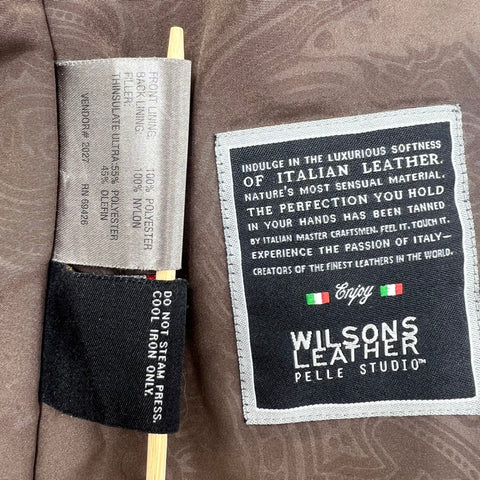 FRONT LINING: 100% POLYESTER
BACK LINING: 100% NYLON
FILLER:
THINSULATE ULTRA:55% POLYESTER
45% OLEFIN
VENDOR# 2027 RN 69426
DO NOT STEAM PRESS.
COOL IRON ONLY.
INDULGE IN THE LUXURIOUS SOFTNESS
OF ITALIAN LEATHER.
NATURE'S MOST SENSUAL MATERIAL.
THE PERFECTION YOU HOLD
IN YOUR HANDS HAS BEEN TANNED
BY ITALIAN MASTER CRAFTSMEN. FEEL IT. TOUCH IT.
EXPERIENCE THE PASSION OF ITALY–
CREATORS OF THE FINEST LEATHERS IN THE WORLD.
Enjoy
WILSONS
LEATHER
PELLE STUDIO™